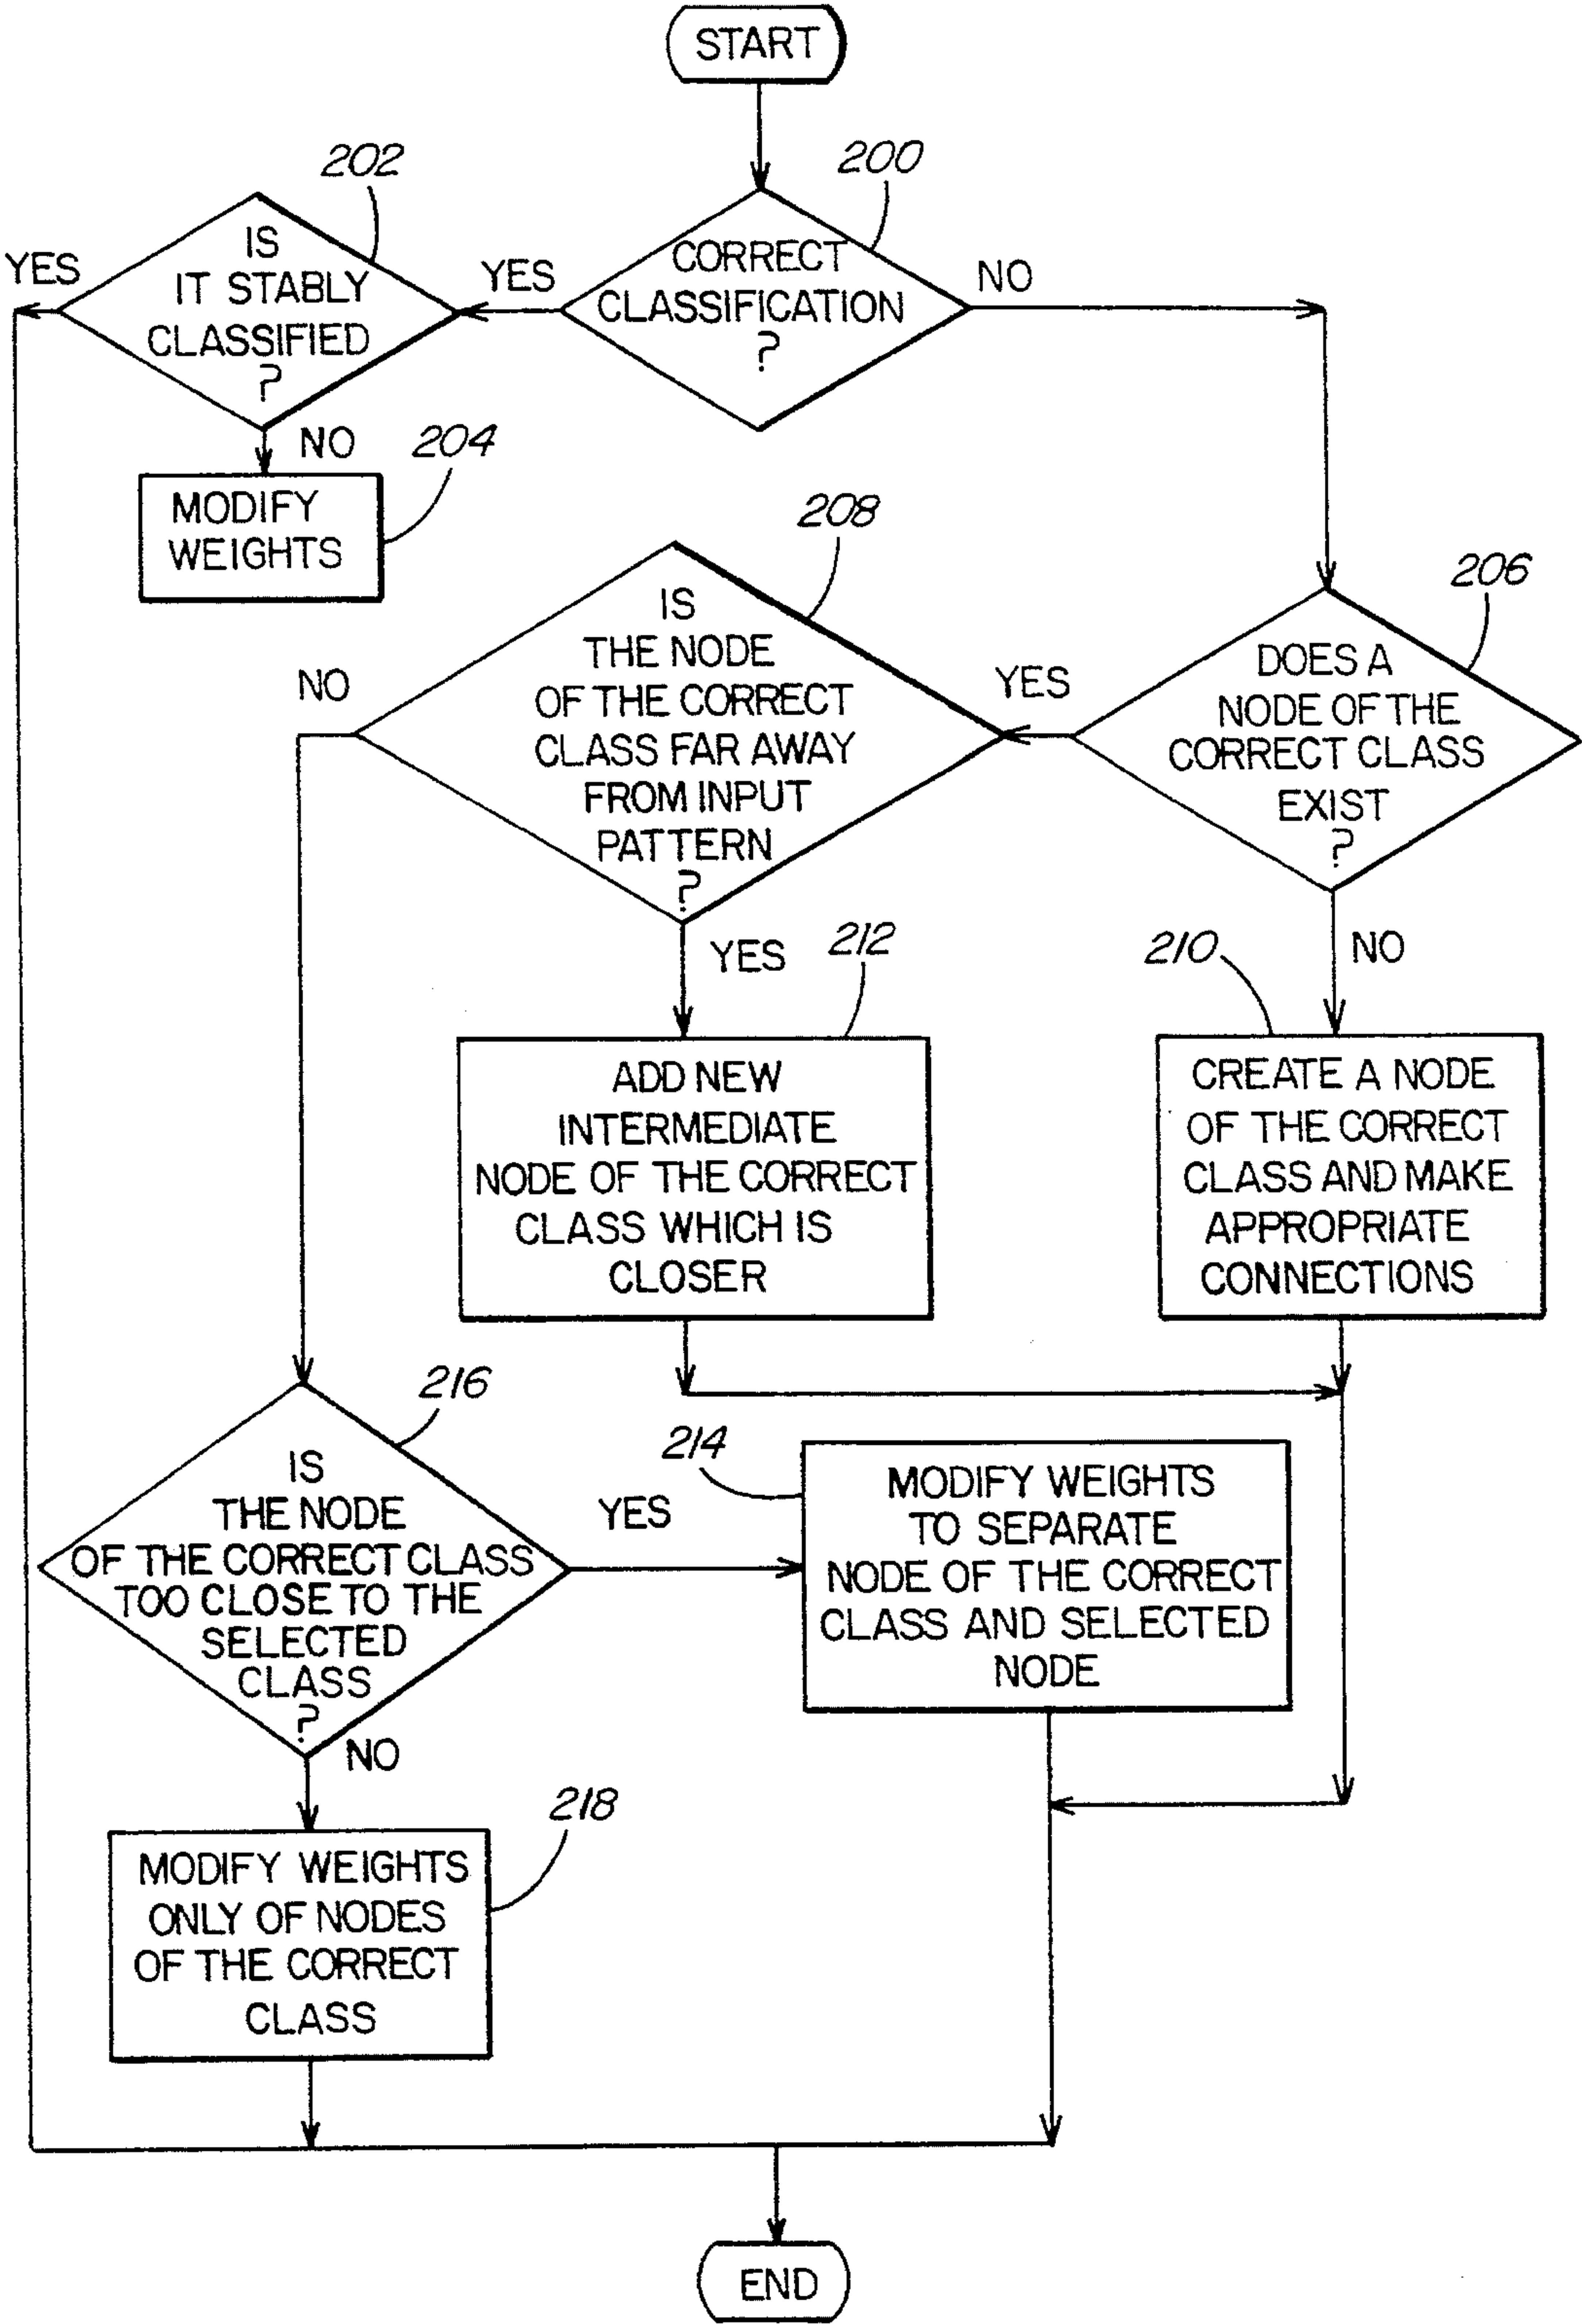 START
200
CORRECT
CLASSIFICATION
?
YES
NO
202
IS
IT STABLY
CLASSIFIED
?
YES
NO
204
MODIFY
WEIGHTS
206
DOES A
NODE OF THE
CORRECT CLASS
EXIST
?
YES
NO
208
IS
THE NODE
OF THE CORRECT
CLASS FAR AWAY
FROM INPUT
PATTERN
?
NO
YES
212
ADD NEW
INTERMEDIATE
NODE OF THE CORRECT
CLASS WHICH IS
CLOSER
210
CREATE A NODE
OF THE CORRECT
CLASS AND MAKE
APPROPRIATE
CONNECTIONS
216
IS
THE NODE
OF THE CORRECT CLASS
TOO CLOSE TO THE
SELECTED
CLASS
?
YES
NO
214
MODIFY WEIGHTS
TO SEPARATE
NODE OF THE CORRECT
CLASS AND SELECTED
NODE
218
MODIFY WEIGHTS
ONLY OF NODES
OF THE CORRECT
CLASS
END